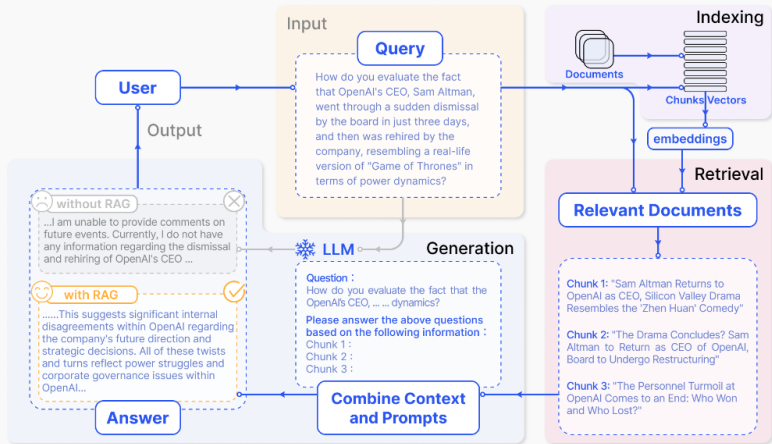 Input
Query
How do you evaluate the fact
that OpenAI's CEO, Sam Altman,
went through a sudden dismissal
by the board in just three days,
and then was rehired by the
company, resembling a real-life
version of "Game of Thrones" in
terms of power dynamics?
Indexing
Documents
Chunks Vectors
embeddings
User
Output
Retrieval
Relevant Documents
Chunk 1: "Sam Altman Returns to
OpenAI as CEO, Silicon Valley Drama
Resembles the 'Zhen Huan' Comedy"
Chunk 2: "The Drama Concludes? Sam
Altman to Return as CEO of OpenAI,
Board to Undergo Restructuring"
Chunk 3: "The Personnel Turmoil at
OpenAI Comes to an End: Who Won
and Who Lost?"
LLM
Generation
Question :
How do you evaluate the fact that the
OpenAI's CEO, ... ... dynamics?
Please answer the above questions
based on the following information :
Chunk 1 :
Chunk 2 :
Chunk 3 :
Combine Context
and Prompts
without RAG
...I am unable to provide comments on
future events. Currently, I do not have
any information regarding the dismissal
and rehiring of OpenAI's CEO ...
with RAG
......This suggests significant internal
disagreements within OpenAI regarding
the company's future direction and
strategic decisions. All of these twists
and turns reflect power struggles and
corporate governance issues within
OpenAI...
Answer